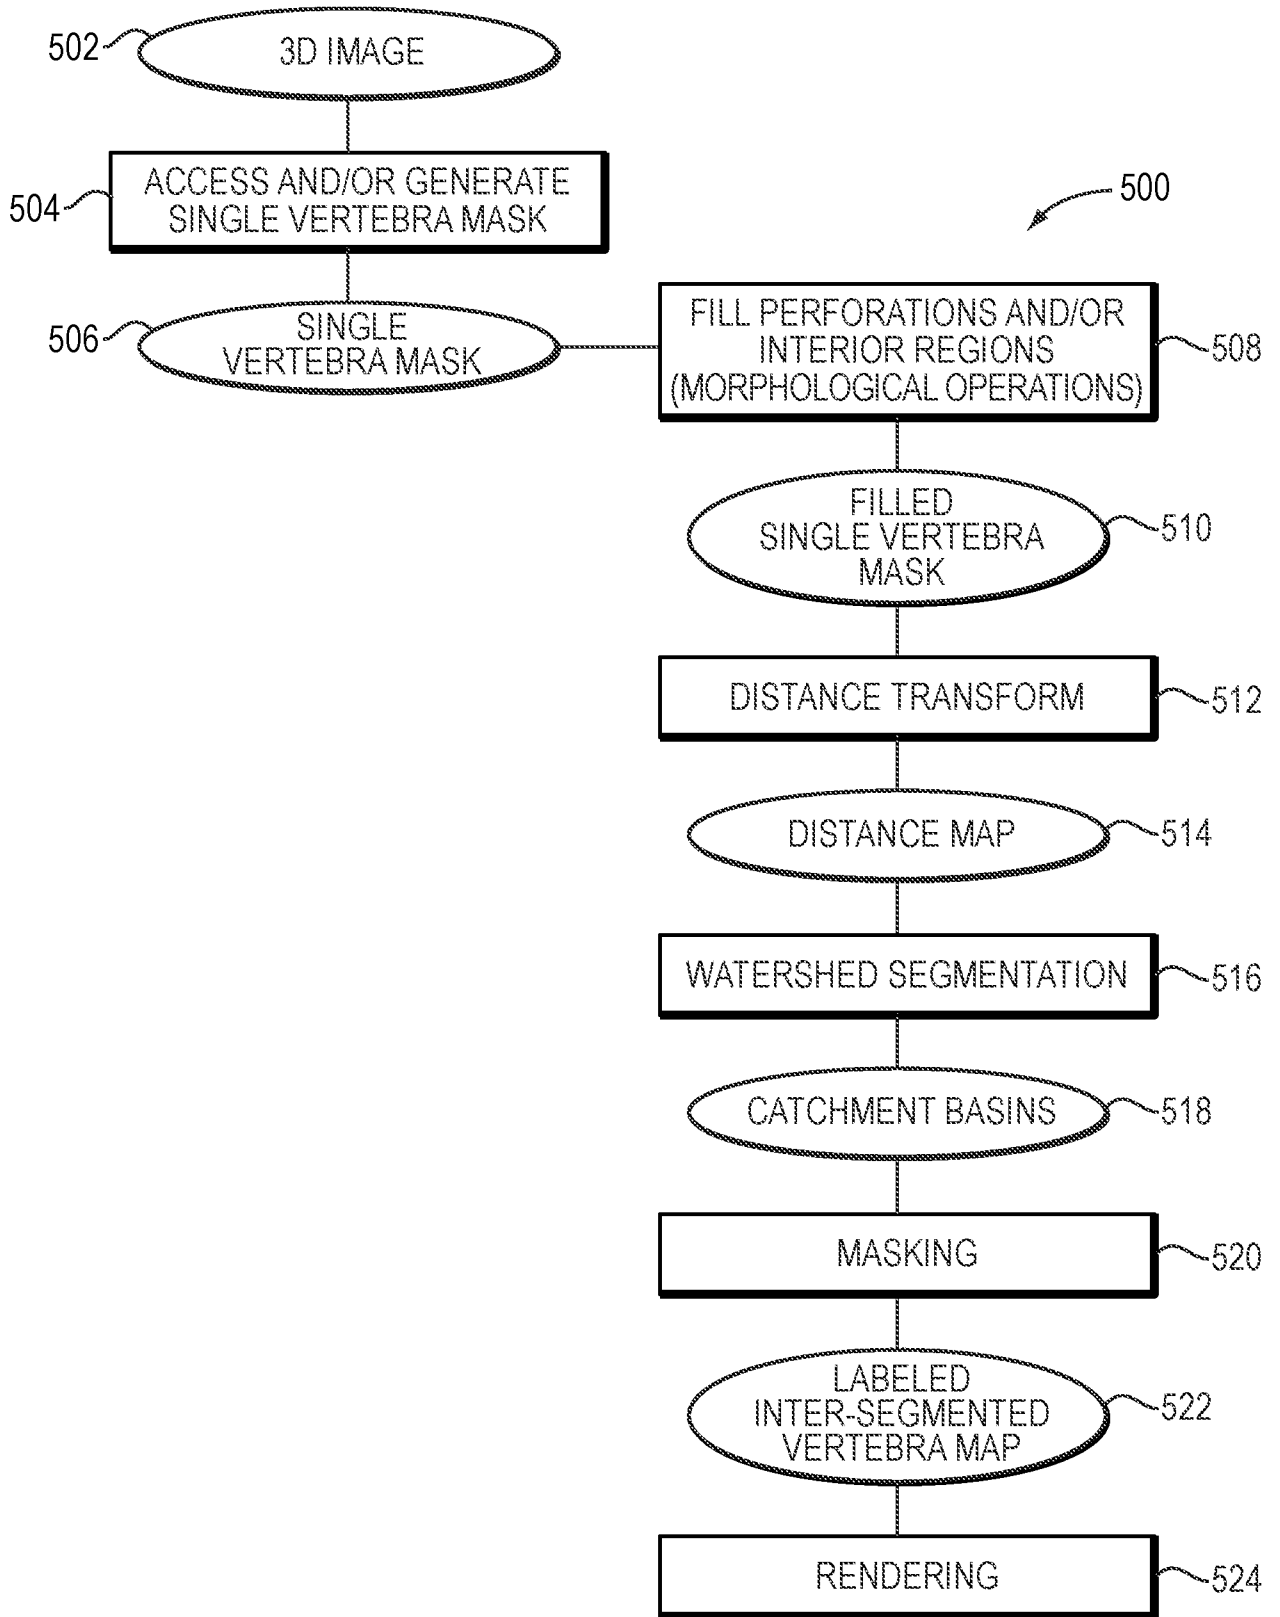 502
3D IMAGE
504
ACCESS AND/OR GENERATE
SINGLE VERTEBRA MASK
500
506
SINGLE
VERTEBRA MASK
FILL PERFORATIONS AND/OR
INTERIOR REGIONS
(MORPHOLOGICAL OPERATIONS)
508
FILLED
SINGLE VERTEBRA
MASK
510
DISTANCE TRANSFORM
512
DISTANCE MAP
514
WATERSHED SEGMENTATION
516
CATCHMENT BASINS
518
MASKING
520
LABELED
INTER-SEGMENTED
VERTEBRA MAP
522
RENDERING
524